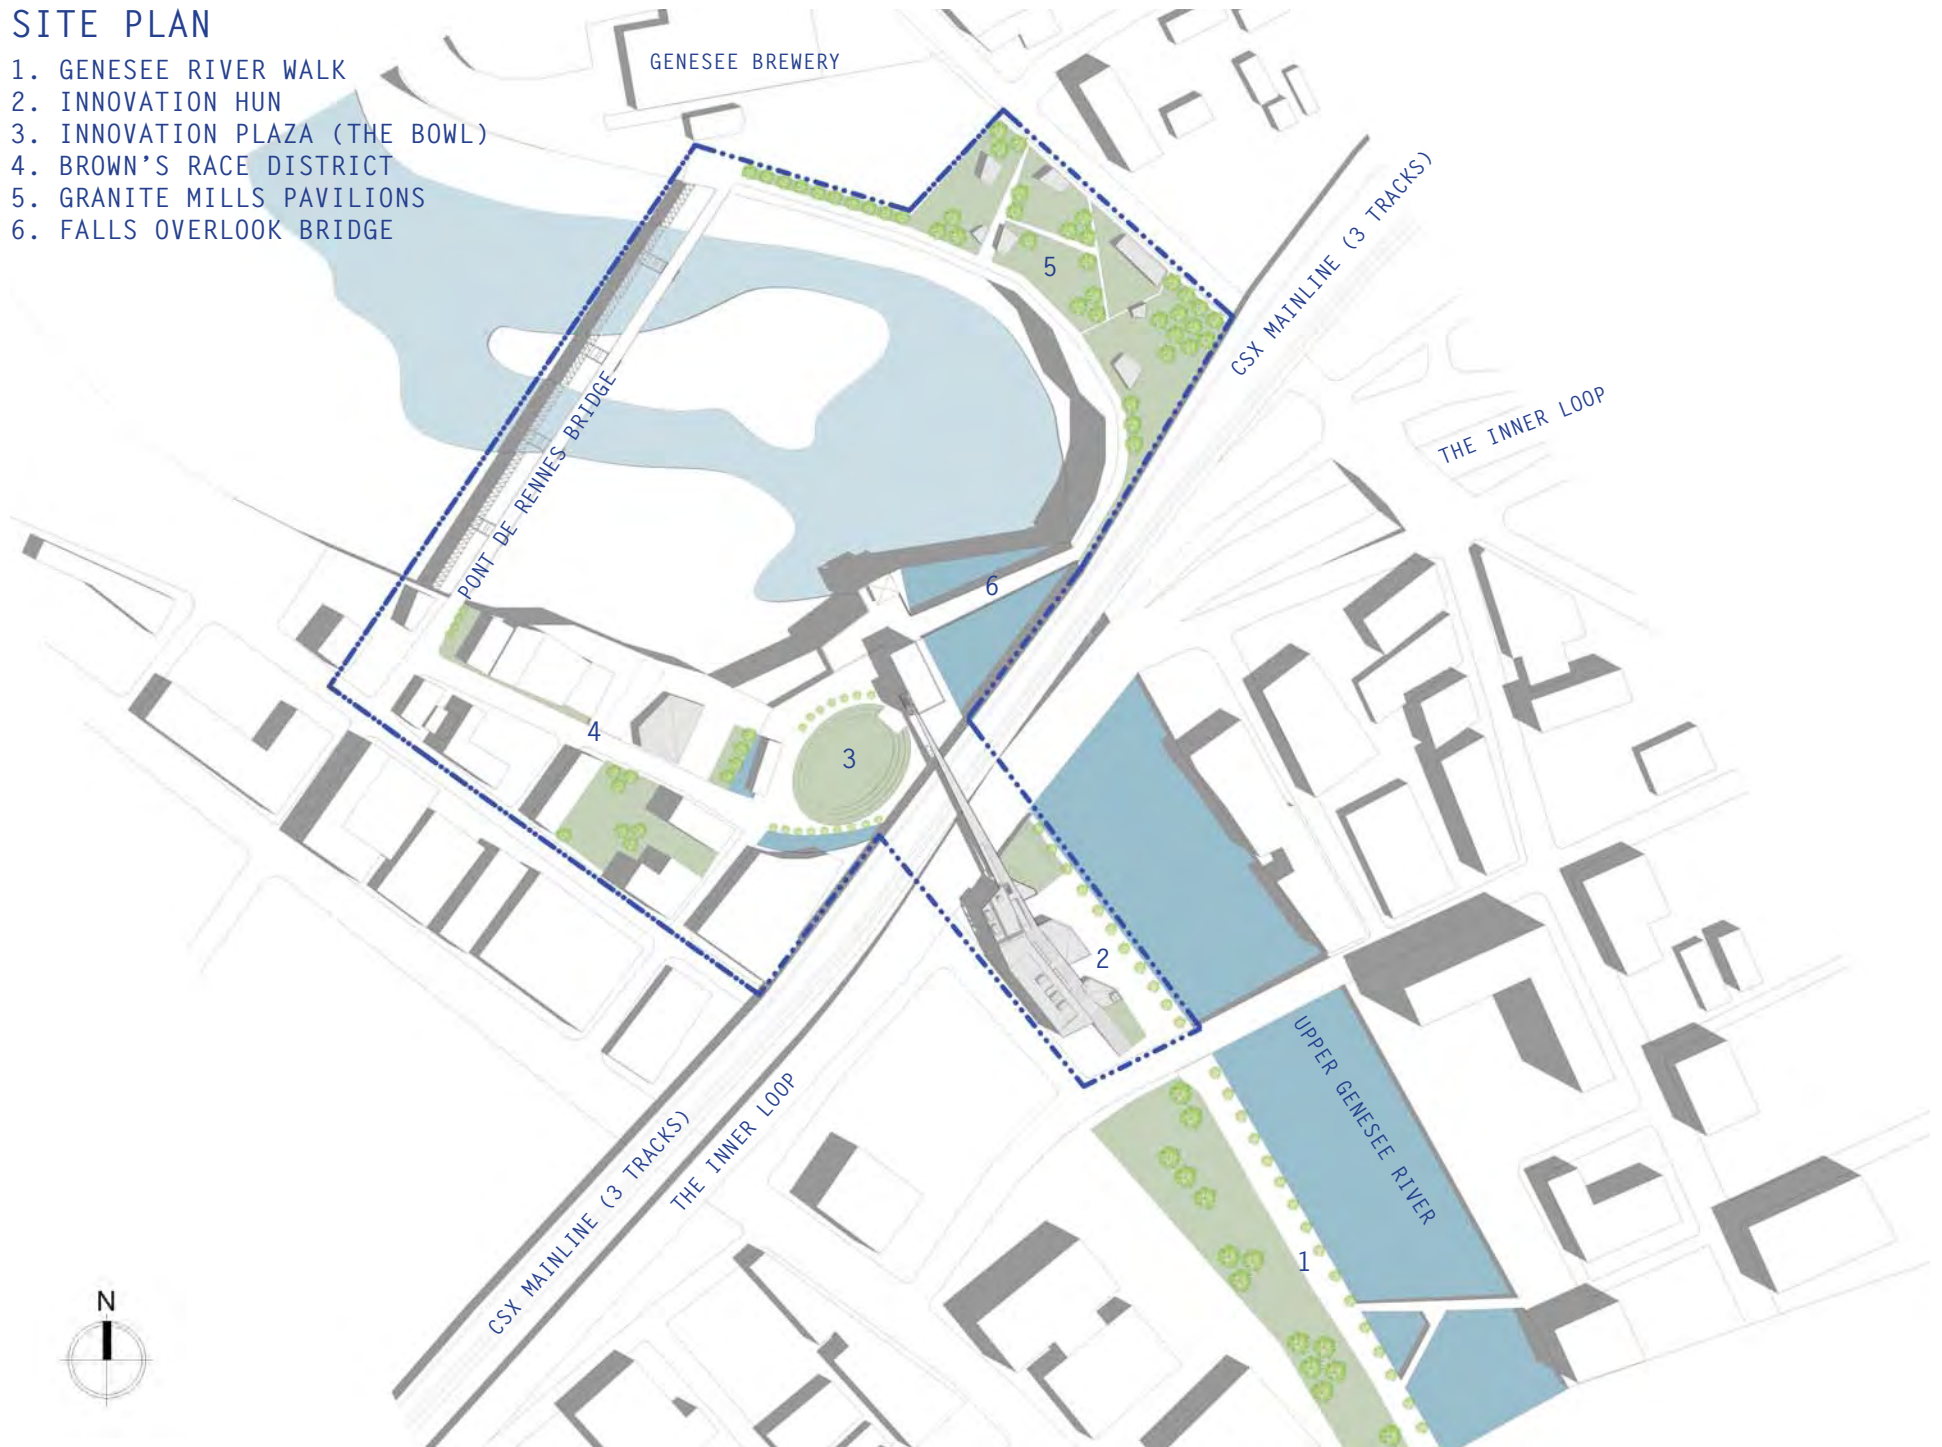 SITE PLAN
1. GENESEE RIVER WALK
2. INNOVATION HUN
3. INNOVATION PLAZA (THE BOWL)
4. BROWN'S RACE DISTRICT
5. GRANITE MILLS PAVILIONS
6. FALLS OVERLOOK BRIDGE
GENESEE BREWERY
CSX MAINLINE (3 TRACKS)
5
THE INNER LOOP
PONT DE RENNES BRIDGE
6
4
3
2
UPPER GENESEE RIVER
THE INNER LOOP
CSX MAINLINE (3 TRACKS)
1
N